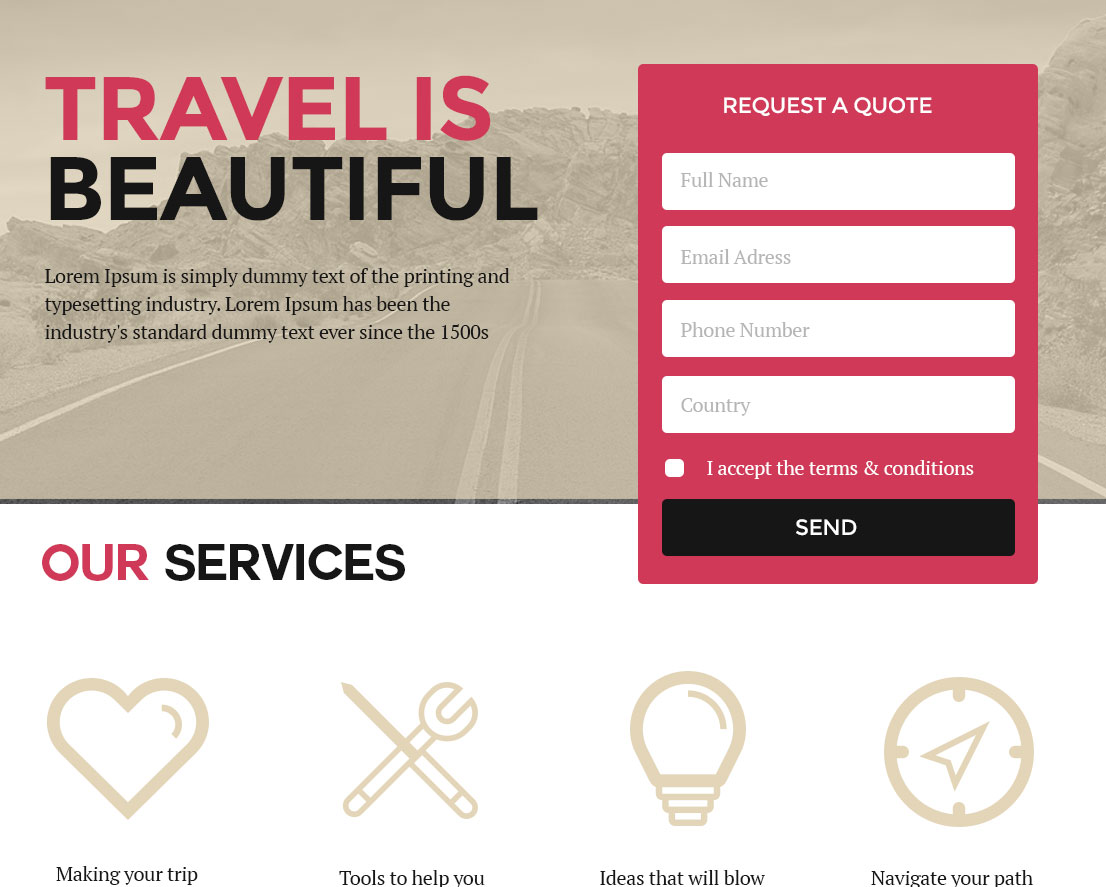 TRAVEL IS
BEAUTIFUL
Lorem Ipsum is simply dummy text of the printing and
typesetting industry. Lorem Ipsum has been the
industry's standard dummy text ever since the 1500s
REQUEST A QUOTE
Full Name
Email Adress
Phone Number
Country
I accept the terms & conditions
SEND
OUR SERVICES
Making your trip
Tools to help you
Ideas that will blow
Navigate your path